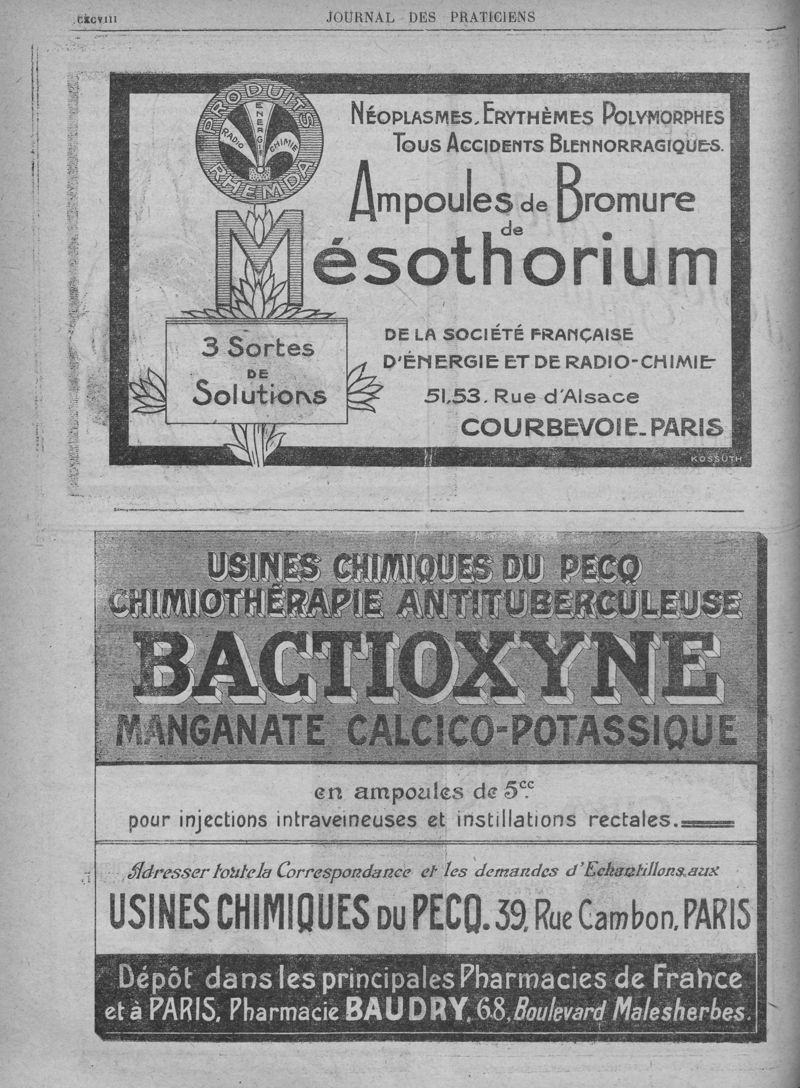 CXCVIII
JOURNAL DES PRATICIENS
PRODUITS
ENERGIE
RADIO
CHIMIE
RHEMDA
NÉOPLASMES, ERYTHÈMES POLYMORPHES
TOUS ACCIDENTS BLENNORRAGIQUES.
Ampoules de Bromure
de
Mésothorium
3 Sortes
DE
Solutions
DE LA SOCIÉTÉ FRANÇAISE
D'ÉNERGIE ET DE RADIO-CHIMIE
51,53, Rue d'Alsace
COURBEVOIE-PARIS
KOSSUTH
USINES CHIMIQUES DU PECQ
CHIMIOTHÉRAPIE ANTITUBERCULEUSE
BACTIOXYNE
MANGANATE CALCICO-POTASSIQUE
en ampoules de 5cc
pour injections intraveineuses et instillations rectales.
Adresser toute la Correspondance et les demandes d'Echantillons, aux
USINES CHIMIQUES DU PECQ. 39, Rue Cambon, PARIS
Dépôt dans les principales Pharmacies de France
et à PARIS, Pharmacie BAUDRY, 68, Boulevard Malesherbes.